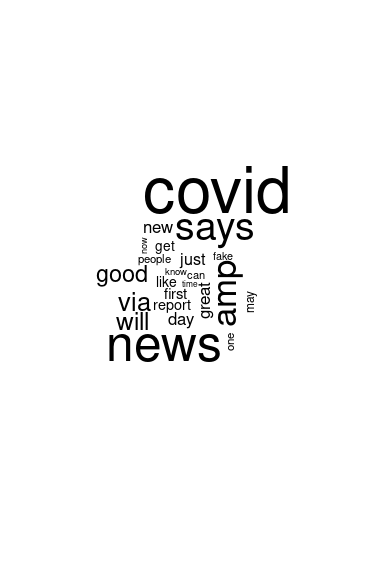 covid
new says
now get
people just fake
good know can
like time
amp
via first great may
report
will day
news one